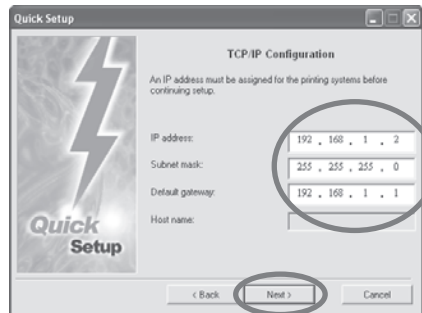 Quick Setup
TCP/IP Configuration
An IP address must be assigned for the printing systems before
continuing setup.
IP address: 192 . 168 . 1 . 2
Subnet mask: 255 . 255 . 255 . 0
Default gateway: 192 . 168 . 1 . 1
Host name:
Quick
Setup
< Back Next > Cancel